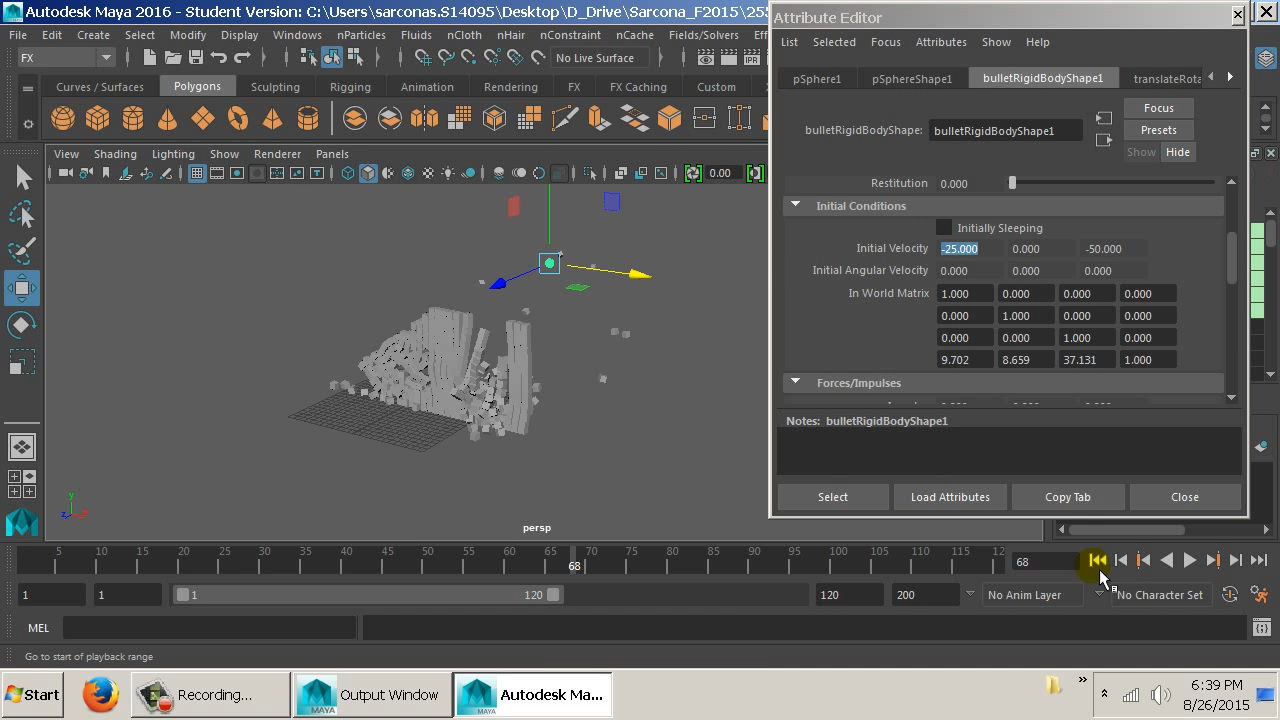 Autodesk Maya 2016 - Student Version: C:\Users\sarconas.S14095\Desktop\D_Drive\Sarcona_F2015\255
File Edit Create Select Modify Display Windows nParticles Fluids nCloth nHair nConstraint nCache Fields/Solvers
FX
No Live Surface
Curves / Surfaces Polygons Sculpting Rigging Animation Rendering FX FX Caching Custom
View Shading Lighting Show Renderer Panels
0.00
persp
Attribute Editor
List Selected Focus Attributes Show Help
pSphere1 pSphereShape1 bulletRigidBodyShape1 translateRota
Focus
bulletRigidBodyShape: bulletRigidBodyShape1
Presets
Show Hide
Restitution 0.000
Initial Conditions
Initially Sleeping
Initial Velocity -25.000 0.000 -50.000
Initial Angular Velocity 0.000 0.000 0.000
In World Matrix 1.000 0.000 0.000 0.000
0.000 1.000 0.000 0.000
0.000 0.000 1.000 0.000
9.702 8.659 37.131 1.000
Forces/Impulses
Notes: bulletRigidBodyShape1
Select Load Attributes Copy Tab Close
y
z
5 10 15 20 25 30 35 40 45 50 55 60 65 70 75 80 85 90 95 100 105 110 115 12
68
68
1 1 1 120 120 200 No Anim Layer No Character Set
MEL
Go to start of playback range
Start Recording... MAYA Output Window MAYA Autodesk Ma...
6:39 PM
8/26/2015